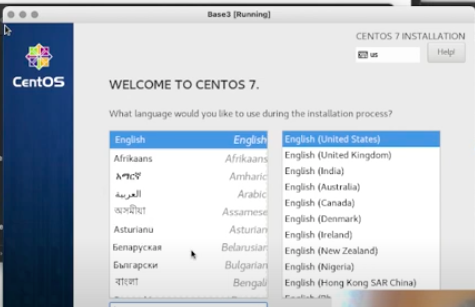 Base3 [Running]
CENTOS 7 INSTALLATION
us
Help!
CentOS
WELCOME TO CENTOS 7.
What language would you like to use during the installation process?
English English
Afrikaans Afrikaans
አማርኛ Amharic
العربية Arabic
অসমীয়া Assamese
Asturianu Asturian
Беларуская Belarusian
Български Bulgarian
বাংলা Bengali
English (United States)
English (United Kingdom)
English (India)
English (Australia)
English (Canada)
English (Denmark)
English (Ireland)
English (New Zealand)
English (Nigeria)
English (Hong Kong SAR China)